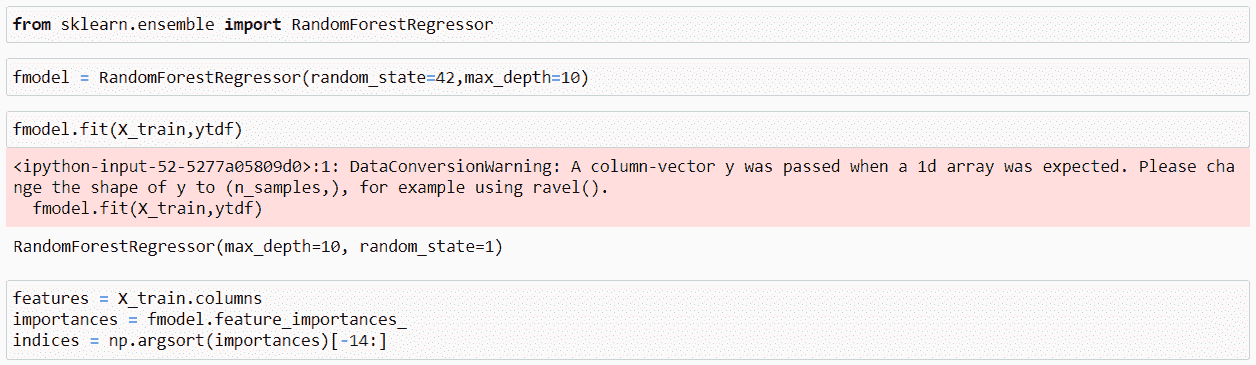 from sklearn.ensemble import RandomForestRegressor
fmodel = RandomForestRegressor(random_state=42,max_depth=10)
fmodel.fit(X_train,ytdf)
<ipython-input-52-5277a05809d0>:1: DataConversionWarning: A column-vector y was passed when a 1d array was expected. Please cha
nge the shape of y to (n_samples,), for example using ravel().
  fmodel.fit(X_train,ytdf)
RandomForestRegressor(max_depth=10, random_state=1)
features = X_train.columns
importances = fmodel.feature_importances_
indices = np.argsort(importances)[-14:]